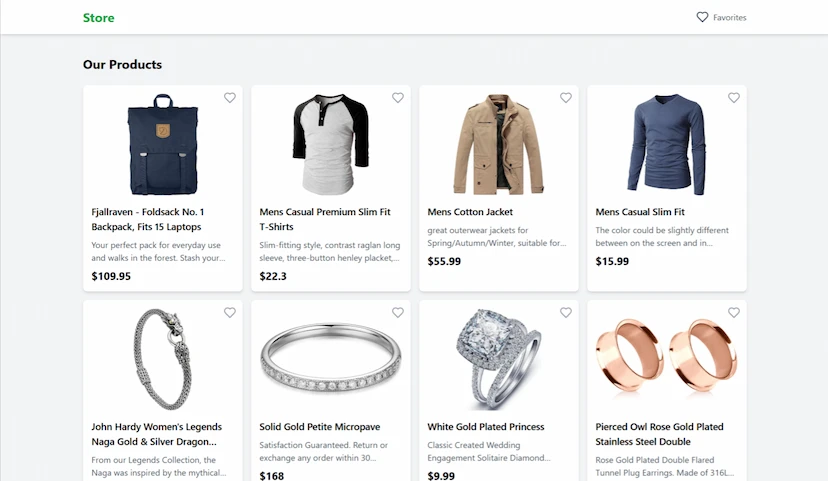 Store
Favorites
Our Products
Fjallraven - Foldsack No. 1
Backpack, Fits 15 Laptops
Your perfect pack for everyday use
and walks in the forest. Stash your...
$109.95
Mens Casual Premium Slim Fit
T-Shirts
Slim-fitting style, contrast raglan long
sleeve, three-button henley placket,...
$22.3
Mens Cotton Jacket
great outerwear jackets for
Spring/Autumn/Winter, suitable for...
$55.99
Mens Casual Slim Fit
The color could be slightly different
between on the screen and in...
$15.99
John Hardy Women's Legends
Naga Gold & Silver Dragon...
From our Legends Collection, the
Naga was inspired by the mythical...
Solid Gold Petite Micropave
Satisfaction Guaranteed. Return or
exchange any order within 30...
$168
White Gold Plated Princess
Classic Created Wedding
Engagement Solitaire Diamond...
$9.99
Pierced Owl Rose Gold Plated
Stainless Steel Double
Rose Gold Plated Double Flared
Tunnel Plug Earrings. Made of 316L...